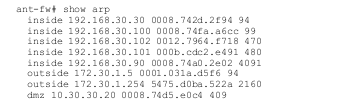 ant-fw# show arp
inside 192.168.30.30 0008.742d.2f94 94
inside 192.168.30.100 0008.74fa.a6cc 99
inside 192.168.30.102 0012.7964.f718 470
inside 192.168.30.101 000b.cdc2.e491 480
inside 192.168.30.90 0008.74a0.2e02 4091
outside 172.30.1.5 0001.031a.d5f6 94
outside 172.30.1.254 5475.d0ba.522a 2160
dmz 10.30.30.20 0008.74d5.e0c4 409